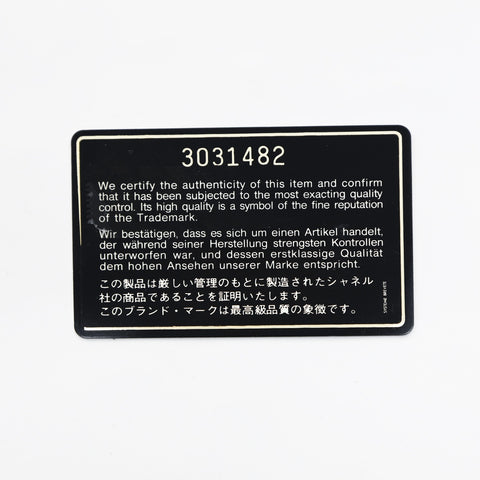 3031482
We certify the authenticity of this item and confirm
that it has been subjected to the most exacting quality
control. Its high quality is a symbol of the fine reputation
of the Trademark.
Wir bestätigen, dass es sich um einen Artikel handelt,
der während seiner Herstellung strengsten Kontrollen
unterworfen war, und dessen erstklassige Qualität
dem hohen Ansehen unserer Marke entspricht.
この製品は厳しい管理のもとに製造されたシャネル
社の商品であることを証明いたします。
このブランド・マークは最高級品質の象徴です。